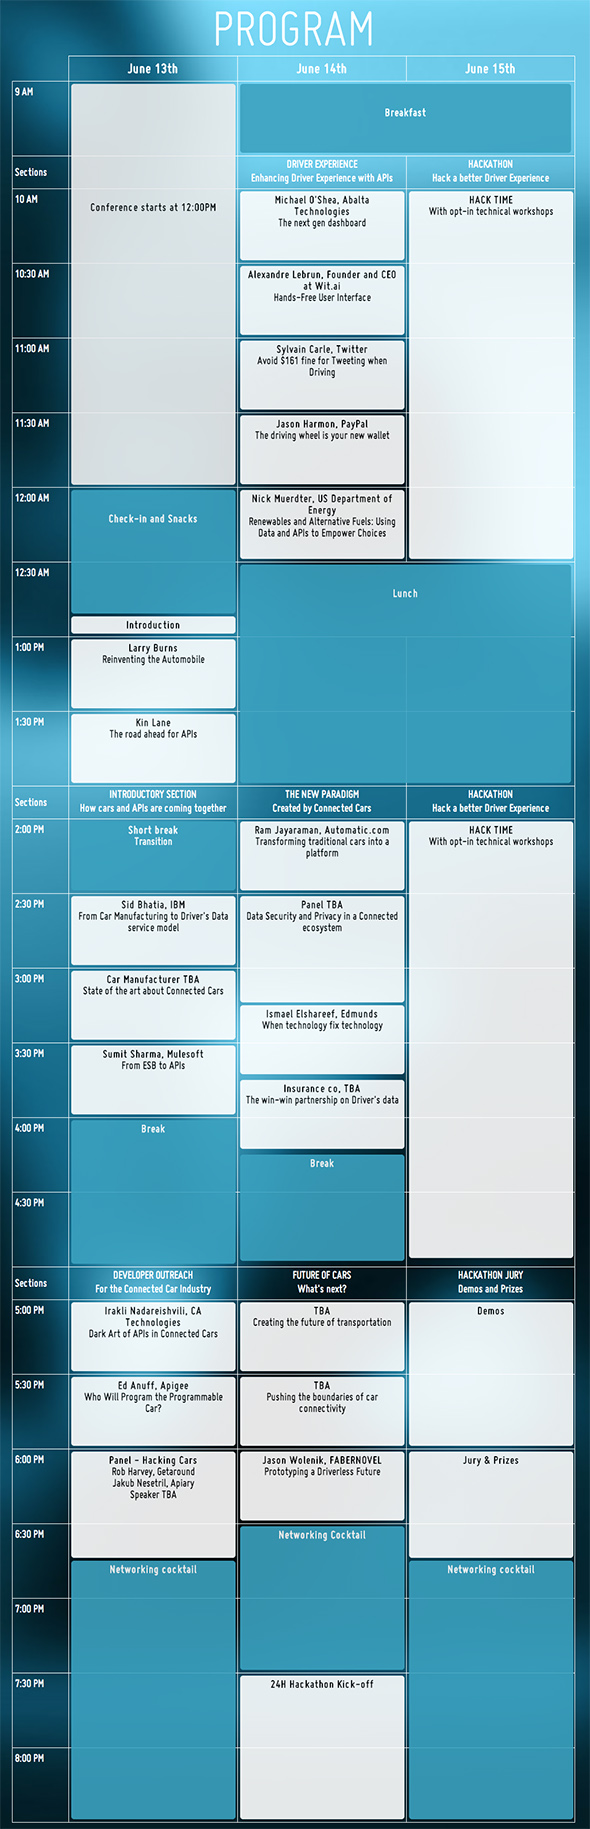 PROGRAM
June 13th
June 14th
June 15th
9 AM
Breakfast
Sections
DRIVER EXPERIENCE
Enhancing Driver Experience with APIs
HACKATHON
Hack a better Driver Experience
10 AM
Conference starts at 12:00PM
Michael O'Shea, Abalta
Technologies
The next gen dashboard
HACK TIME
With opt-in technical workshops
10:30 AM
Alexandre Lebrun, Founder and CEO
at Wit.ai
Hands-Free User Interface
11:00 AM
Sylvain Carle, Twitter
Avoid $161 fine for Tweeting when
Driving
11:30 AM
Jason Harmon, PayPal
The driving wheel is your new wallet
12:00 AM
Check-in and Snacks
Nick Muerdter, US Department of
Energy
Renewables and Alternative Fuels: Using
Data and APIs to Empower Choices
12:30 AM
Lunch
Introduction
1:00 PM
Larry Burns
Reinventing the Automobile
1:30 PM
Kin Lane
The road ahead for APIs
Sections
INTRODUCTORY SECTION
How cars and APIs are coming together
THE NEW PARADIGM
Created by Connected Cars
HACKATHON
Hack a better Driver Experience
2:00 PM
Short break
Transition
Ram Jayaraman, Automatic.com
Transforming traditional cars into a
platform
HACK TIME
With opt-in technical workshops
2:30 PM
Sid Bhatia, IBM
From Car Manufacturing to Driver's Data
service model
Panel TBA
Data Security and Privacy in a Connected
ecosystem
3:00 PM
Car Manufacturer TBA
State of the art about Connected Cars
Ismael Elshareef, Edmunds
When technology fix technology
3:30 PM
Sumit Sharma, Mulesoft
From ESB to APIs
Insurance co, TBA
The win-win partnership on Driver's data
4:00 PM
Break
Break
4:30 PM
Sections
DEVELOPER OUTREACH
For the Connected Car Industry
FUTURE OF CARS
What's next?
HACKATHON JURY
Demos and Prizes
5:00 PM
Irakli Nadareishvili, CA
Technologies
Dark Art of APIs in Connected Cars
TBA
Creating the future of transportation
Demos
5:30 PM
Ed Anuff, Apigee
Who Will Program the Programmable
Car?
TBA
Pushing the boundaries of car
connectivity
6:00 PM
Panel - Hacking Cars
Rob Harvey, Getaround
Jakub Nesetril, Apiary
Speaker TBA
Jason Wolenik, FABERNOVEL
Prototyping a Driverless Future
Jury & Prizes
6:30 PM
Networking cocktail
Networking Cocktail
Networking cocktail
7:00 PM
7:30 PM
24H Hackathon Kick-off
8:00 PM